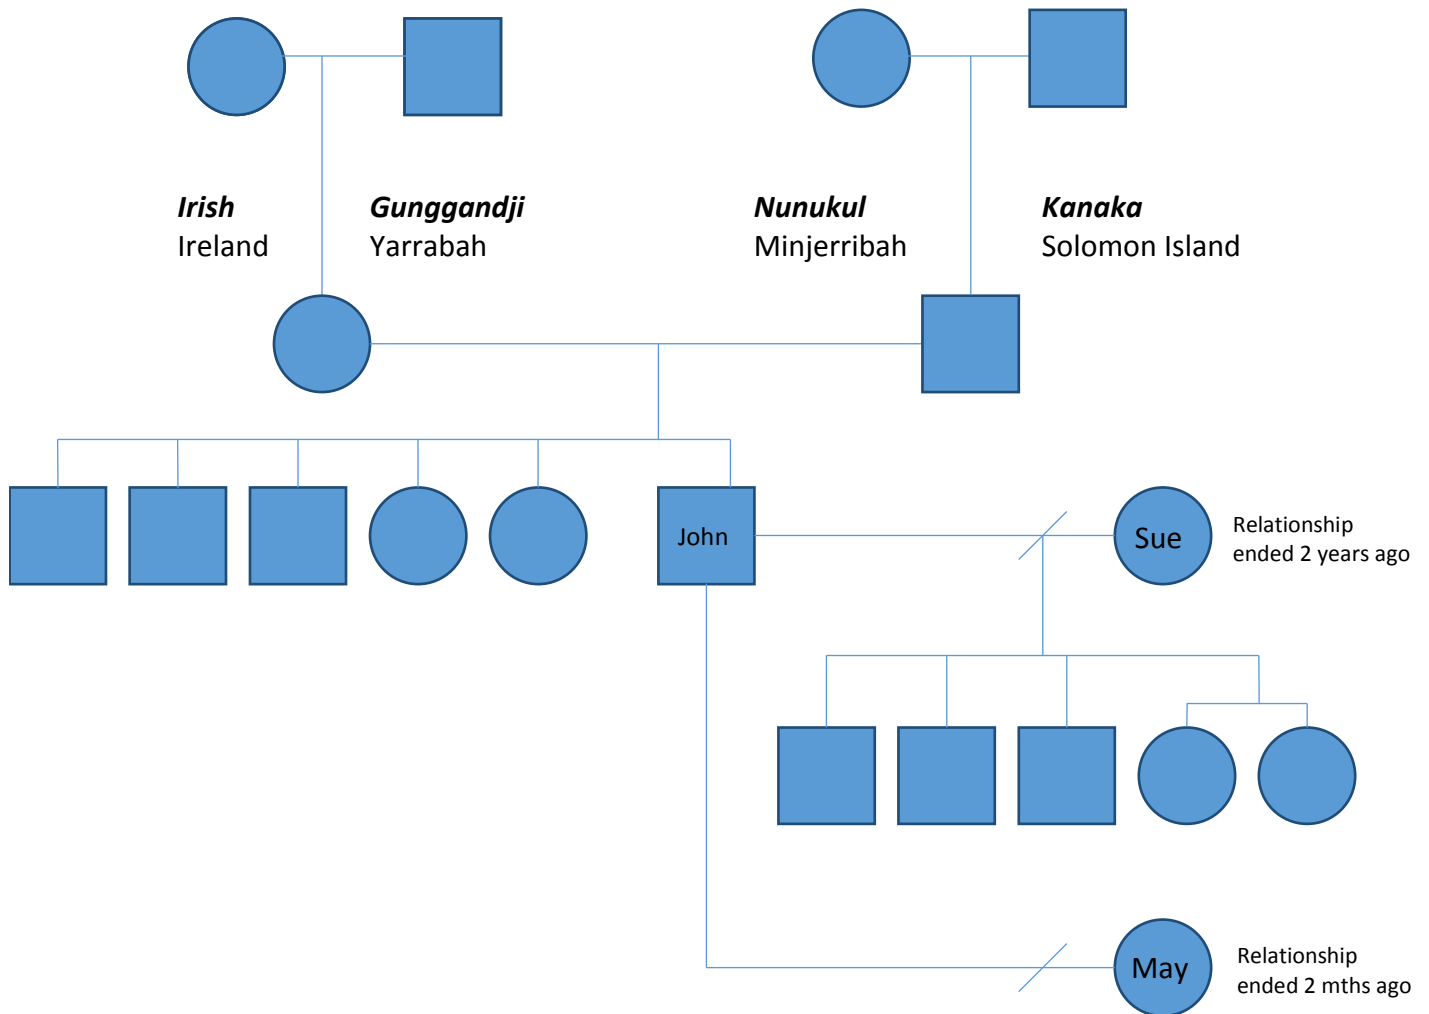 Irish
Ireland
Gunggandji
Yarrabah
Nunukul
Minjerribah
Kanaka
Solomon Island
John
Sue
Relationship
ended 2 years ago
May
Relationship
ended 2 mths ago